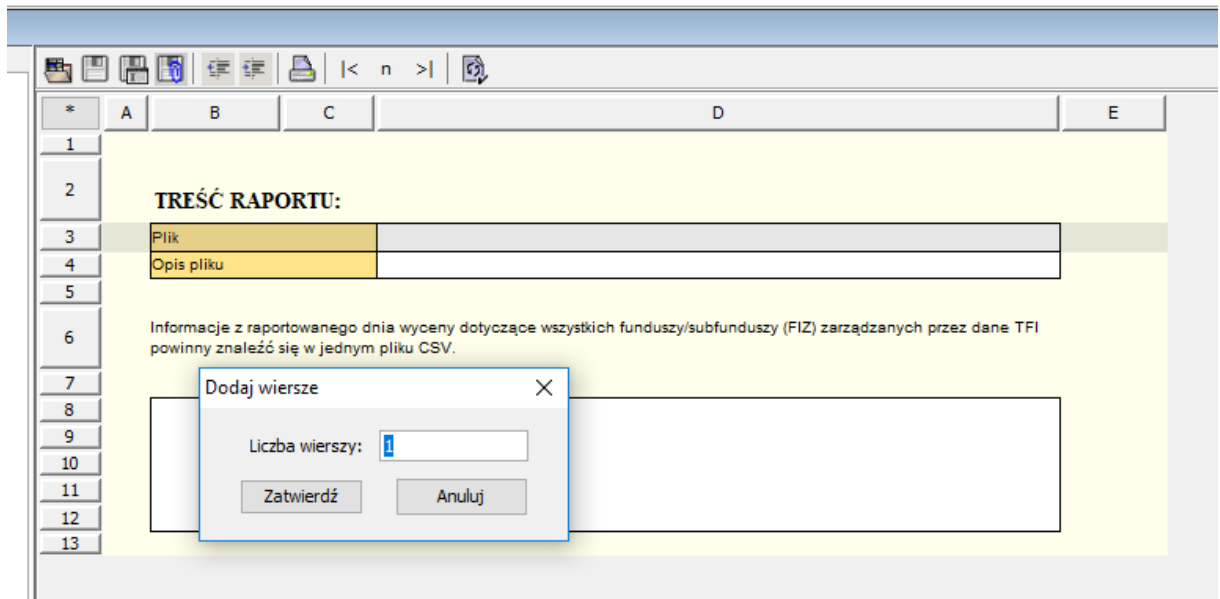 |< n >|
* A B C D E
1
2 TREŚĆ RAPORTU:
3 Plik
4 Opis pliku
5
6 Informacje z raportowanego dnia wyceny dotyczące wszystkich funduszy/subfunduszy (FIZ) zarządzanych przez dane TFI
powinny znaleźć się w jednym pliku CSV.
7 Dodaj wiersze
8
9 Liczba wierszy: 1
10
11 Zatwierdź Anuluj
12
13